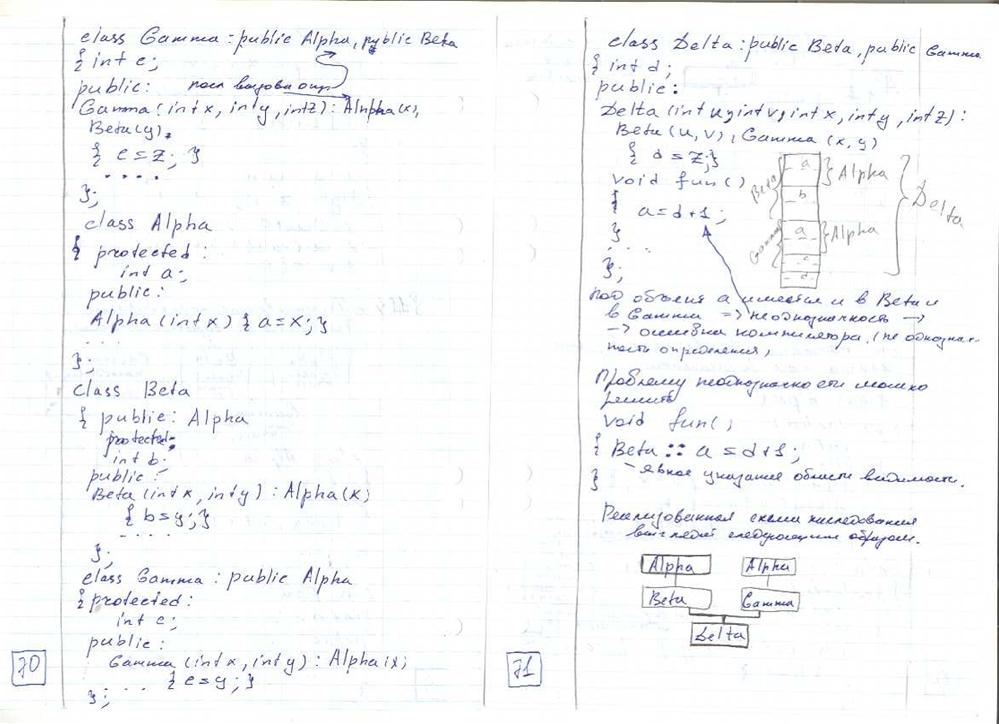 class Gamma : public Alpha, public Beta
{ int c;
public:
Gamma (int x, int y, int z) : Alnpha(x),
Beta(y),
{ c = z; }
. . . .
};
class Alpha
{ protected :
int a;
public :
Alpha (int x) { a = x; }
. . . .
};
class Beta
{ public : Alpha
protected:
int b;
public :
Beta (int x, int y) : Alpha(x)
{ b = y; }
. . . .
};
class Gamma : public Alpha
{ protected:
int c;
public :
Gamma (int x, int y) : Alpha(x)
. . . { c = y; }
};
70
class Delta : public Beta, public Gamma
{ int d;
public :
Delta (int u, int v, int x, int y, int z) :
Beta (u, v), Gamma (x, y)
{ d = z; }
void fun ()
{
a = d + 1;
}
. . .
};
a
b
a
c
d
Beta
Gamma
Alpha
Alpha
Delta
под объект a имеется и в Beta и
в Gamma => неоднозначность ->
-> ошибка компилятора. (не однознач-
ность определения,
Проблему неоднозначности можно
решить
void fun();
{ Beta :: a = d + 1;
} - явное указания области видимости.
Реализованная схема наследования
выглядит следующим образом.
Alpha Alpha
Beta Gamma
Delta
71